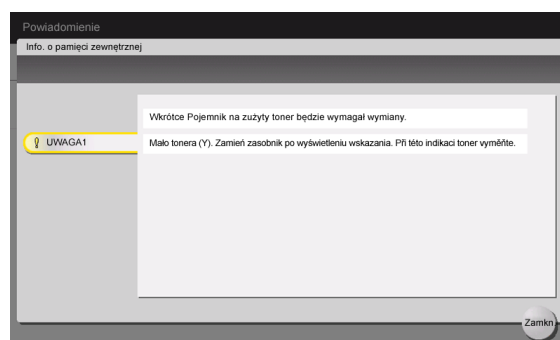 Powiadomienie
Info. o pamięci zewnętrznej
Wkrótce Pojemnik na zużyty toner będzie wymagał wymiany.
UWAGA1
Mało tonera (Y). Zamień zasobnik po wyświetleniu wskazania. Při této indikaci toner vyměňte.
Zamkn.